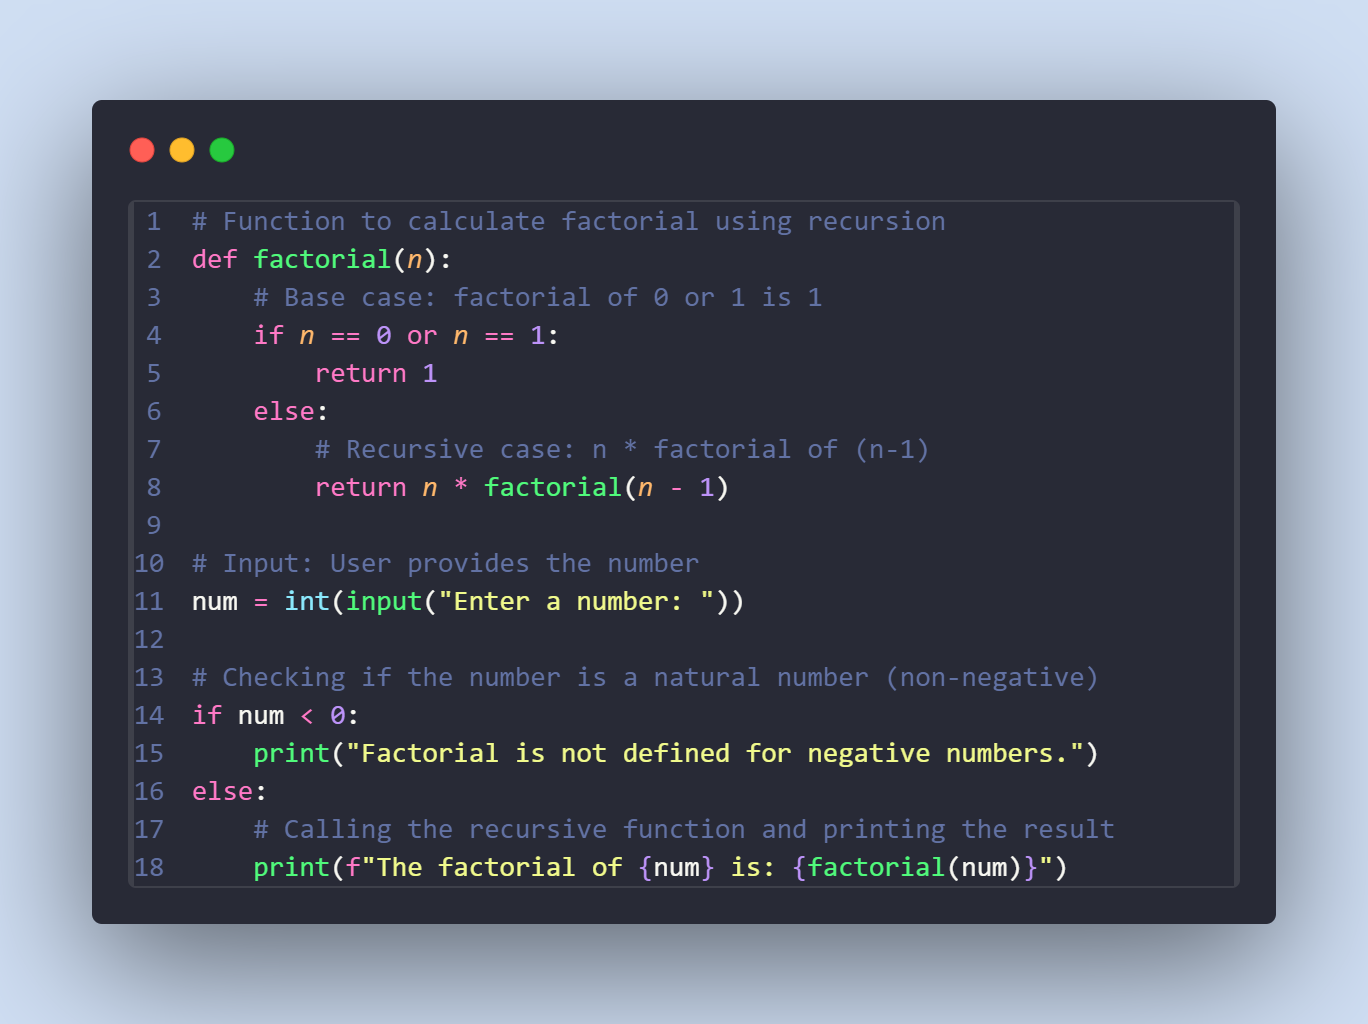 1 # Function to calculate factorial using recursion
2 def factorial(n):
3     # Base case: factorial of 0 or 1 is 1
4     if n == 0 or n == 1:
5         return 1
6     else:
7         # Recursive case: n * factorial of (n-1)
8         return n * factorial(n - 1)
9
10 # Input: User provides the number
11 num = int(input("Enter a number: "))
12
13 # Checking if the number is a natural number (non-negative)
14 if num < 0:
15     print("Factorial is not defined for negative numbers.")
16 else:
17     # Calling the recursive function and printing the result
18     print(f"The factorial of {num} is: {factorial(num)}")